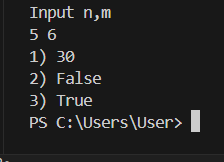 Input n,m
5 6
1) 30
2) False
3) True
PS C:\Users\User>